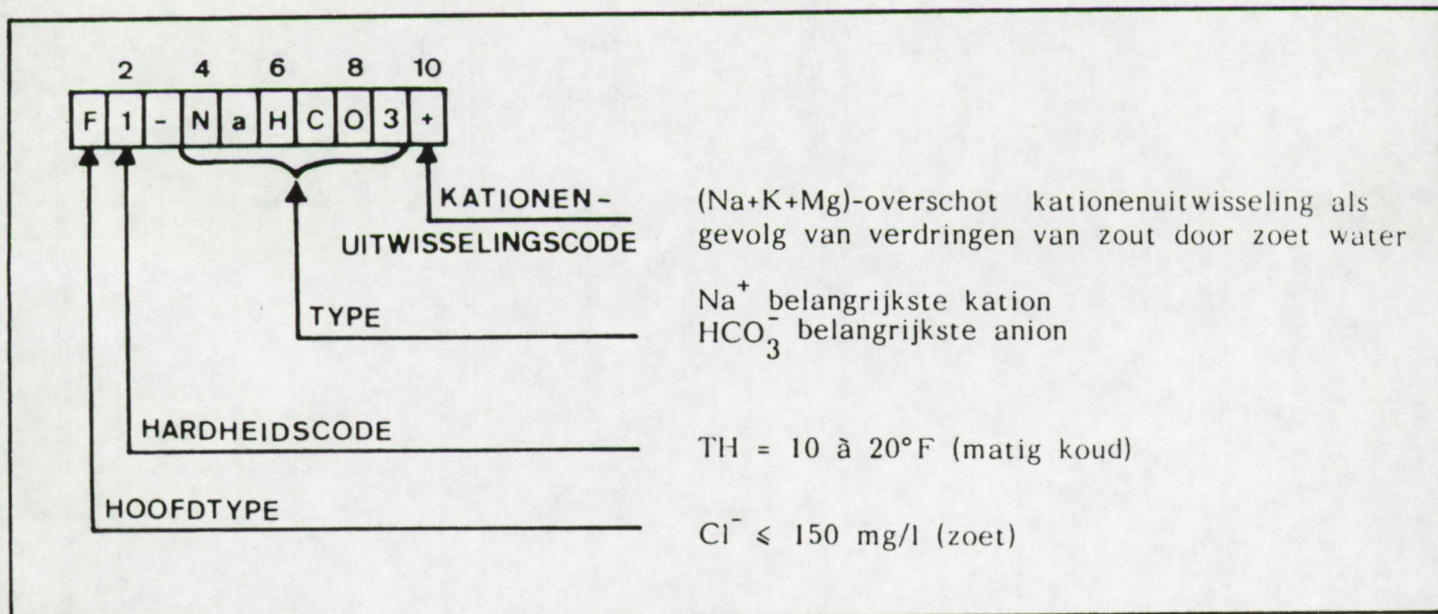 2 4 6 8 10
F 1 - N a H C O 3 +
KATIONEN-
UITWISSELINGSCODE
(Na+K+Mg)-overschot kationenuitwisseling als
gevolg van verdringen van zout door zoet water
TYPE
Na+ belangrijkste kation
HCO3- belangrijkste anion
HARDHEIDSCODE
TH = 10 à 20°F (matig koud)
HOOFDTYPE
Cl- ≤ 150 mg/l (zoet)